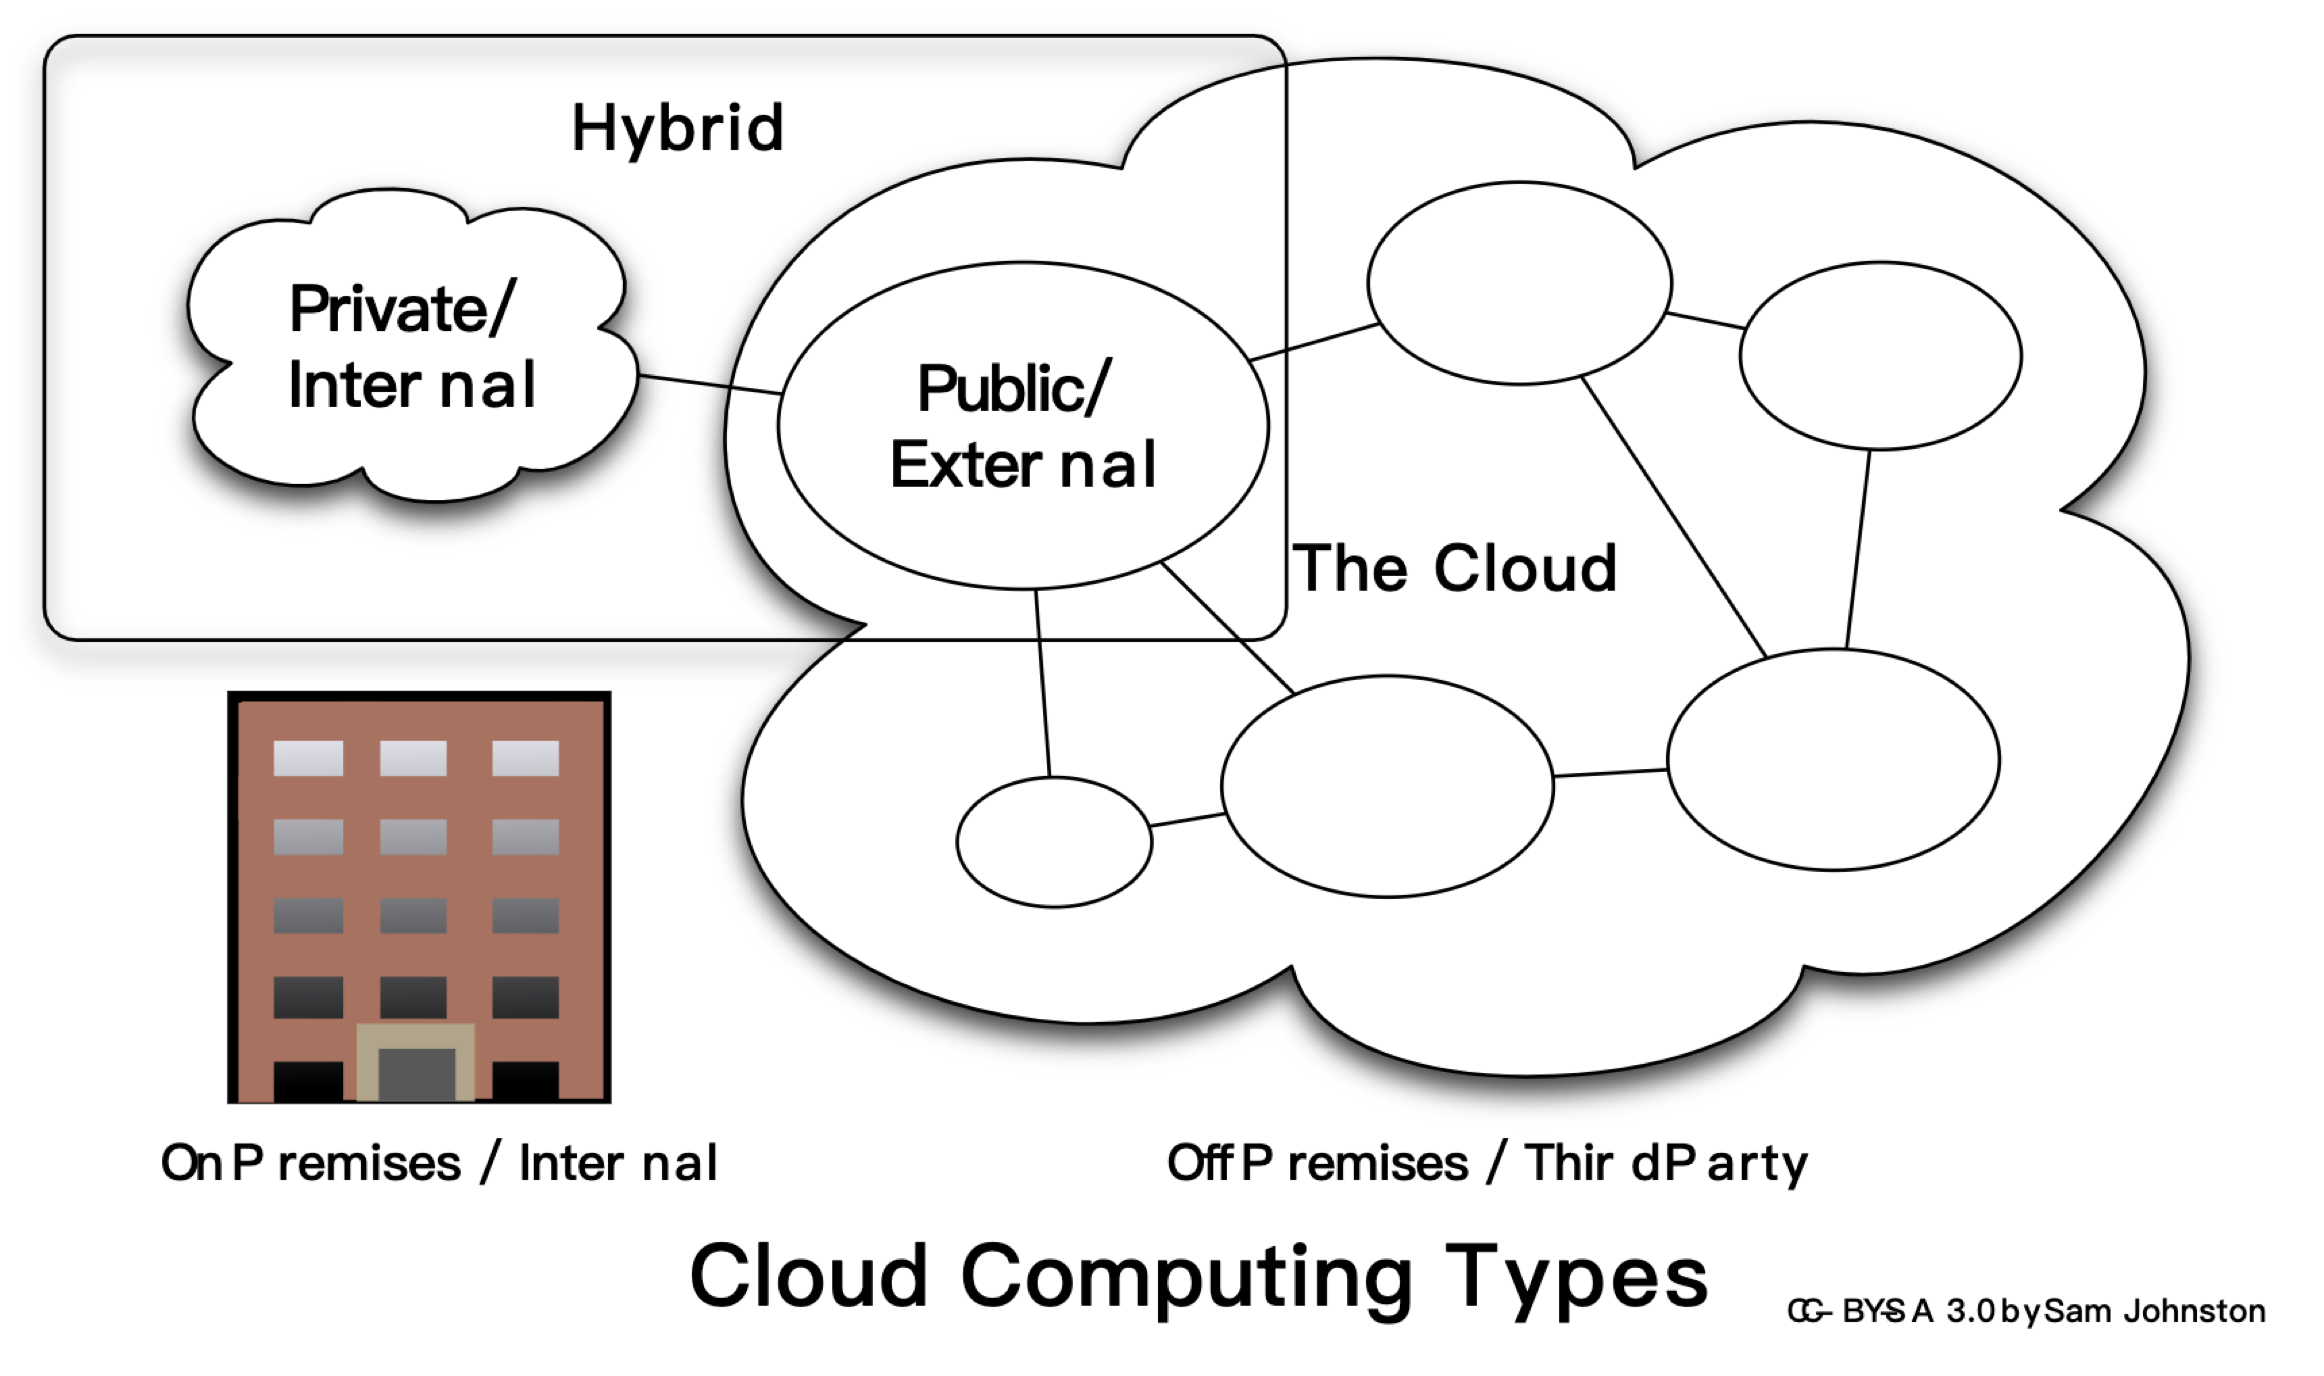 Hybrid
Private/
Internal
Public/
External
The Cloud
On Premises / Internal
Off Premises / Third Party
Cloud Computing Types
CC-BY-SA 3.0 by Sam Johnston